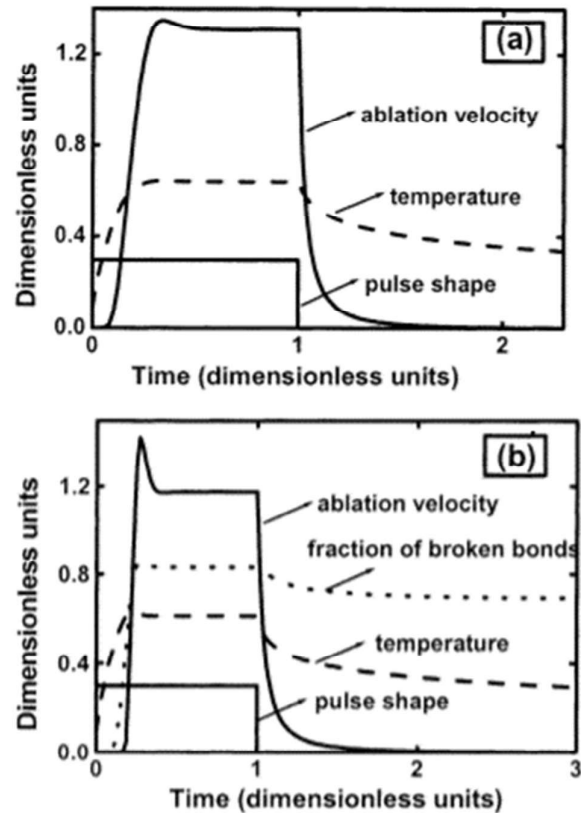 (a)
Dimensionless units
1.2
0.8
0.4
0.0
ablation velocity
temperature
pulse shape
0
1
2
Time (dimensionless units)
(b)
Dimensionless units
1.2
0.8
0.4
0.0
ablation velocity
fraction of broken bonds
temperature
pulse shape
0
1
2
3
Time (dimensionless units)